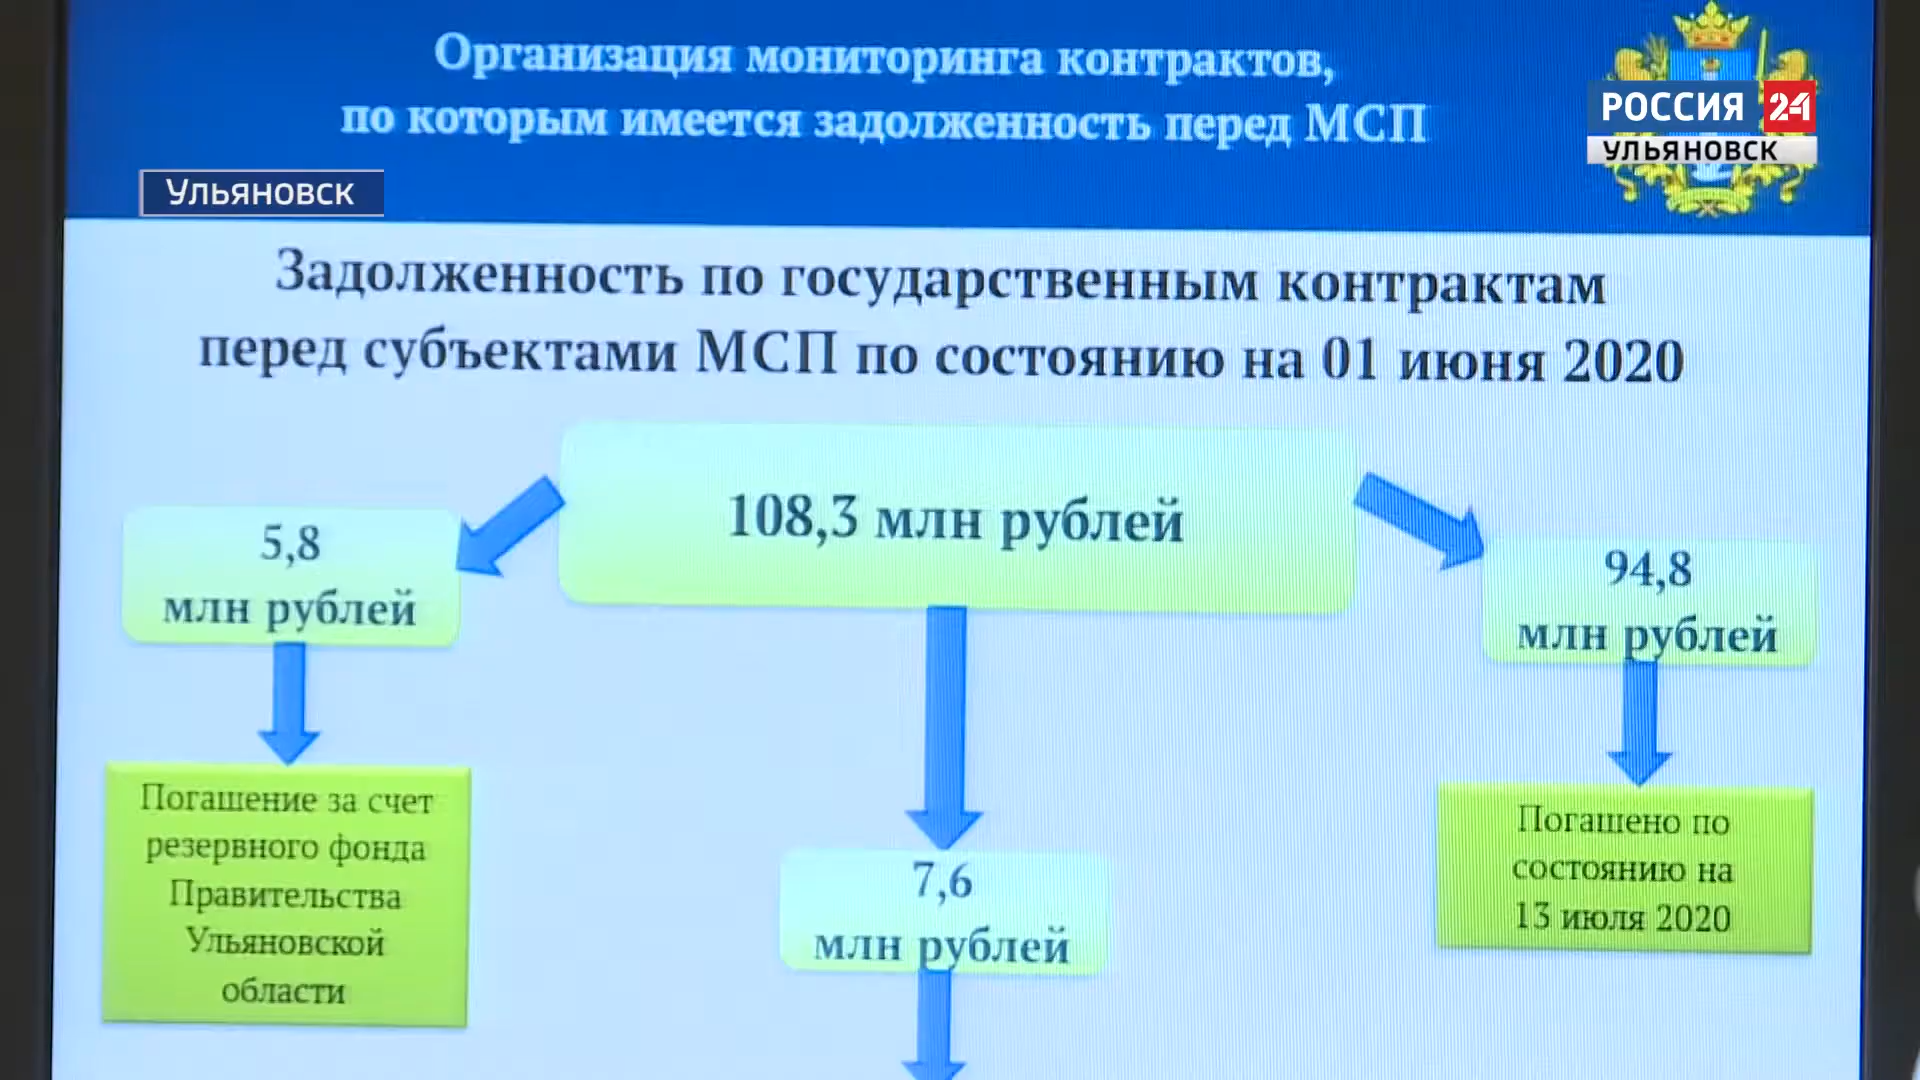 Организация мониторинга контрактов,
по которым имеется задолженность перед МСП
РОССИЯ 24
УЛЬЯНОВСК
УЛЬЯНОВСК
Задолженность по государственным контрактам
перед субъектами МСП по состоянию на 01 июня 2020
108,3 млн рублей
5,8
млн рублей
94,8
млн рублей
Погашение за счет
резервного фонда
Правительства
Ульяновской
области
7,6
млн рублей
Погашено по
состоянию на
13 июля 2020